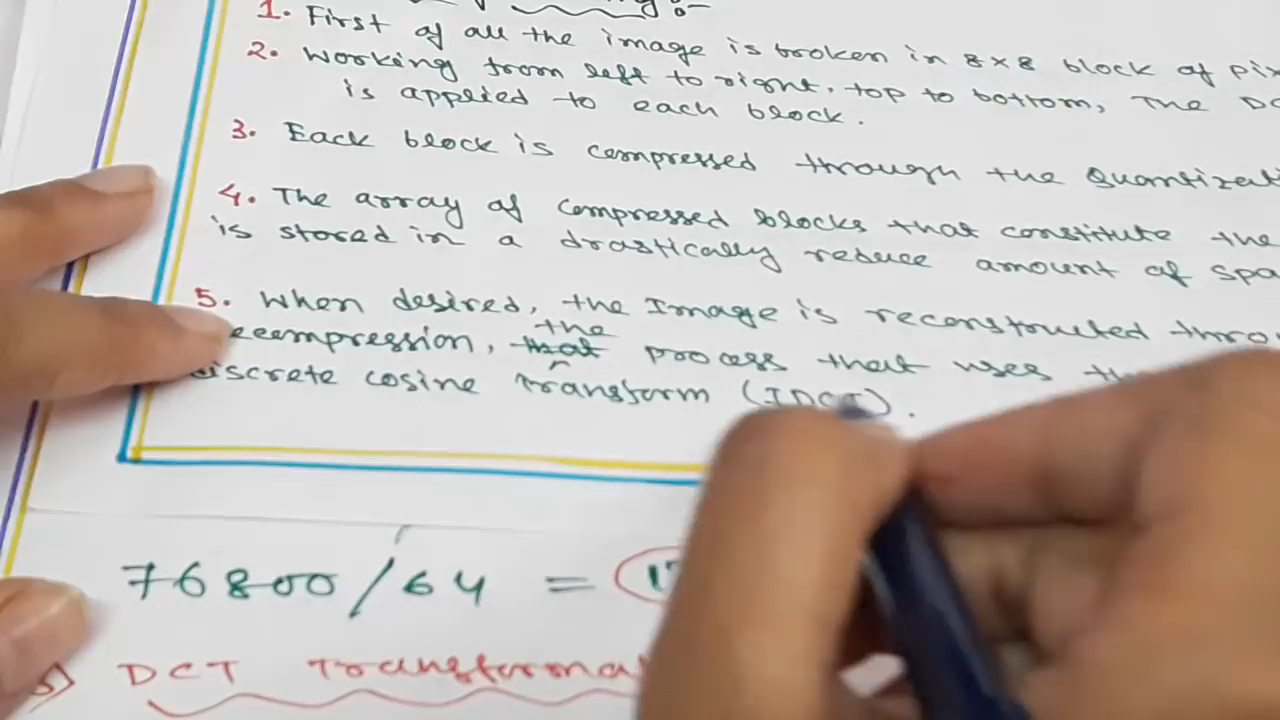 1. First of all the image is broken in 8×8 block of
2. Working from left to right, top to bottom, The
is applied to each block.
3. Each block is compressed through the
4. The array of compressed blocks that constitute the
is stored in a drastically reduce amount of
5. When desired, the Image is reconstructed
the
that process that uses
Discrete cosine Transform (IDCT).
76800/64 =
DCT